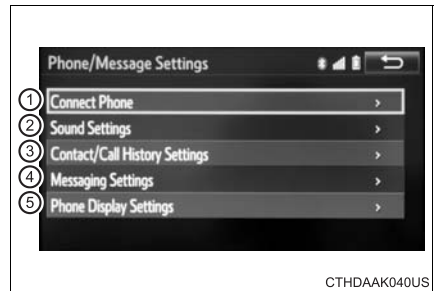 Phone/Message Settings
1 Connect Phone >
2 Sound Settings >
3 Contact/Call History Settings >
4 Messaging Settings >
5 Phone Display Settings >
CTHDAAK040US